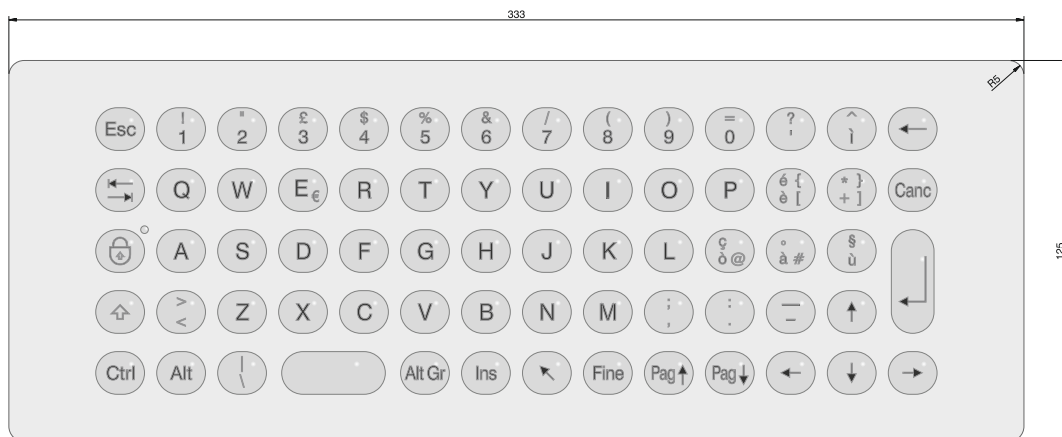 333
R5
125
Esc ! 1 " 2 £ 3 $ 4 % 5 & 6 / 7 ( 8 ) 9 = 0 ? ' ^ ì ←
Q W E € R T Y U I O P é { è [ * } + ] Canc
A S D F G H J K L ç ò @ ° à # § ù
> < Z X C V B N M ; , : . — – ↑
Ctrl Alt | \ Alt Gr Ins ↖ Fine Pag ↑ Pag ↓ ← ↓ →